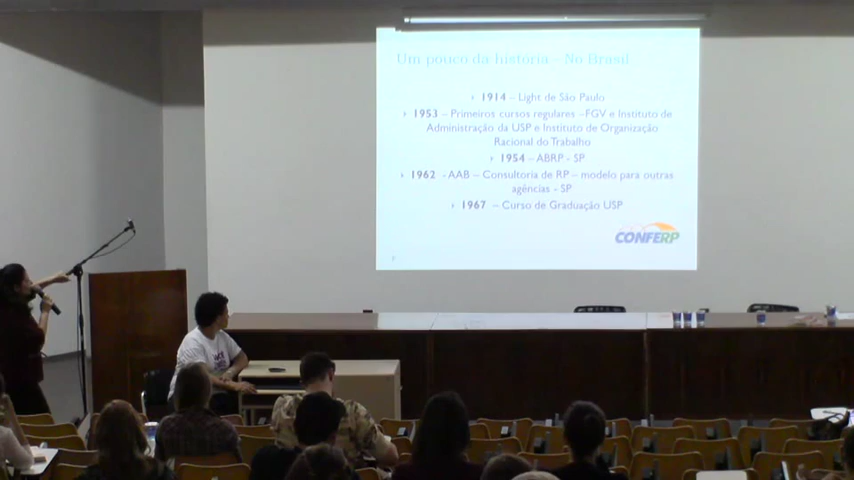 Um pouco da história - No Brasil
› 1914 – Light de São Paulo
› 1953 – Primeiros cursos regulares –FGV e Instituto de
Administração da USP e Instituto de Organização
Racional do Trabalho
› 1954 – ABRP - SP
› 1962 - AAB – Consultoria de RP – modelo para outras
agências - SP
› 1967 – Curso de Graduação USP
CONFERP